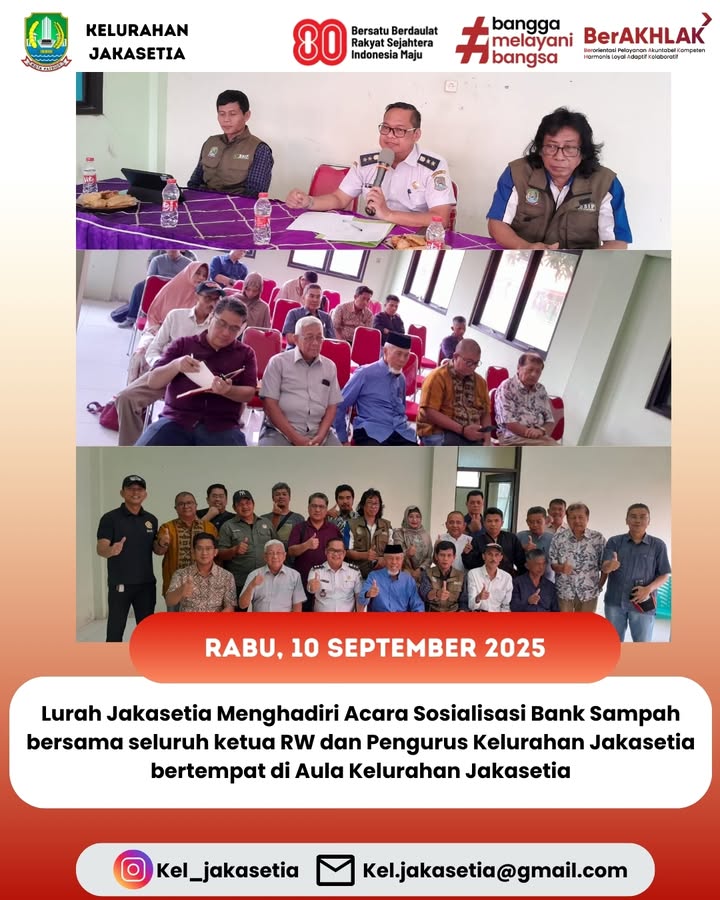 KELURAHAN
JAKASETIA
80
Bersatu Berdaulat
Rakyat Sejahtera
Indonesia Maju
#bangga
melayani
bangsa
BerAKHLAK
Berorientasi Pelayanan Akuntabel Kompeten
Harmonis Loyal Adaptif Kolaboratif
RABU, 10 SEPTEMBER 2025
Lurah Jakasetia Menghadiri Acara Sosialisasi Bank Sampah
bersama seluruh ketua RW dan Pengurus Kelurahan Jakasetia
bertempat di Aula Kelurahan Jakasetia
Kel_jakasetia
Kel.jakasetia@gmail.com